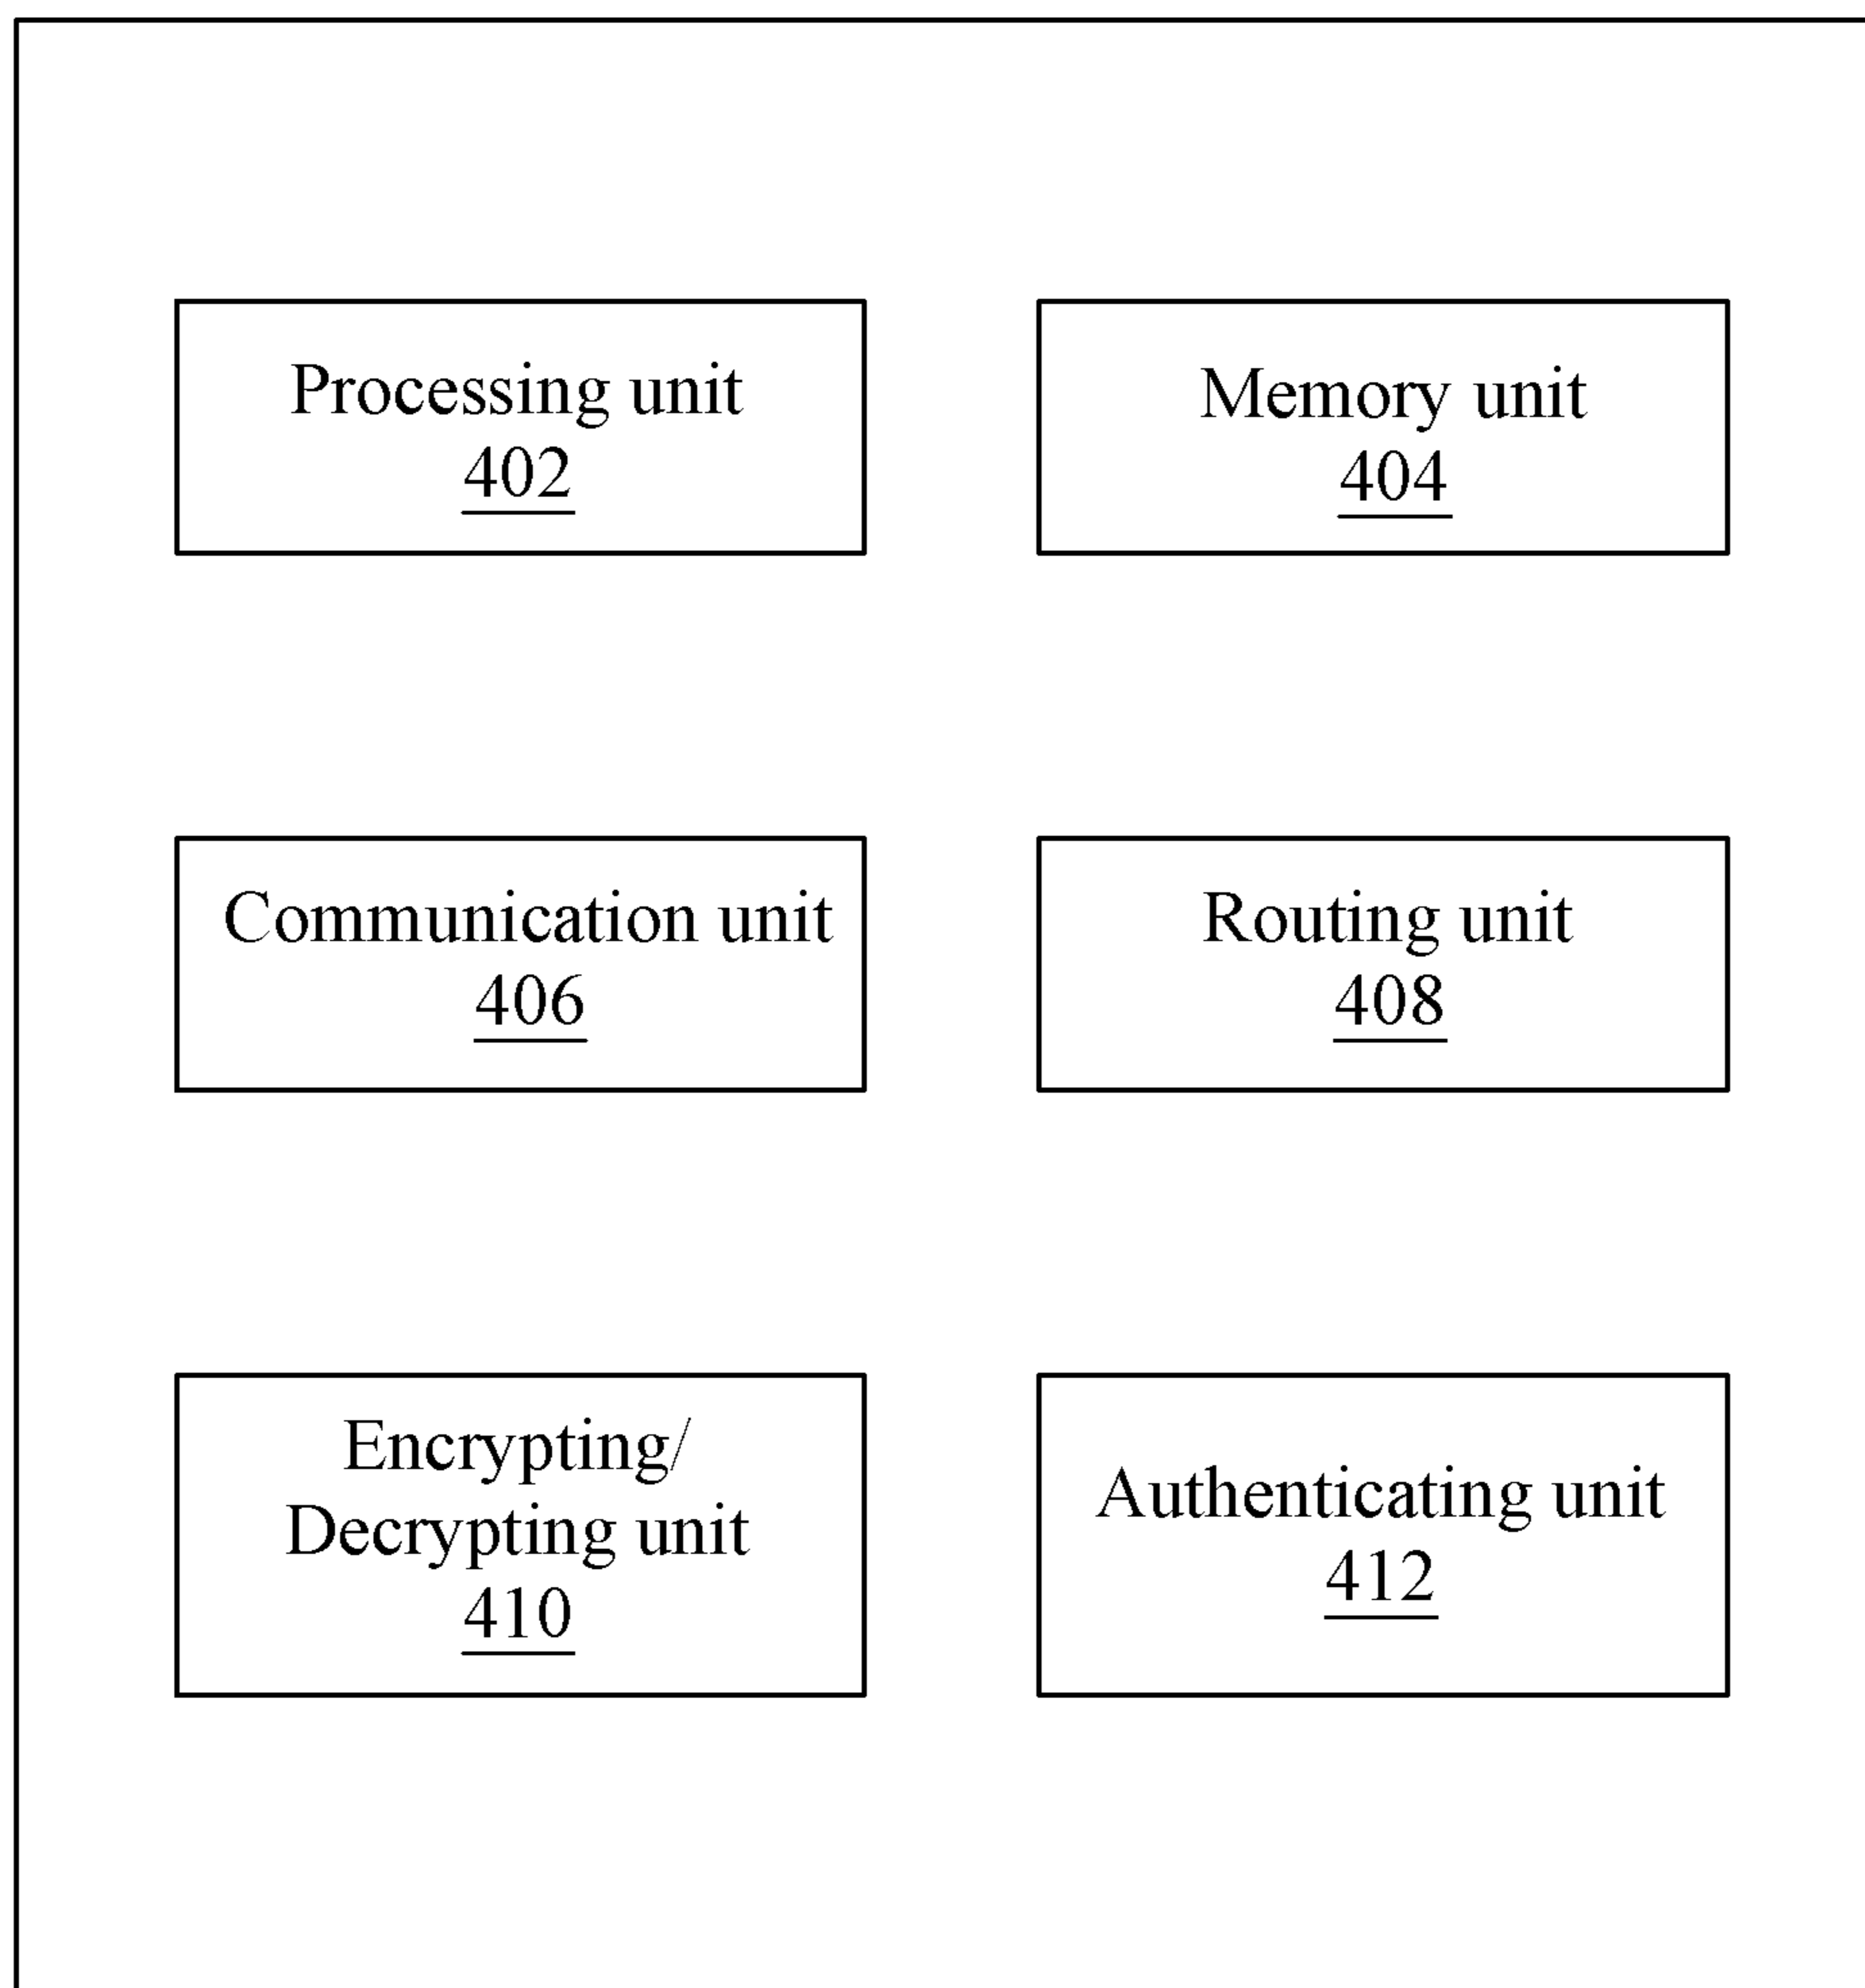 Processing unit
402
Memory unit
404
Communication unit
406
Routing unit
408
Encrypting/
Decrypting unit
410
Authenticating unit
412